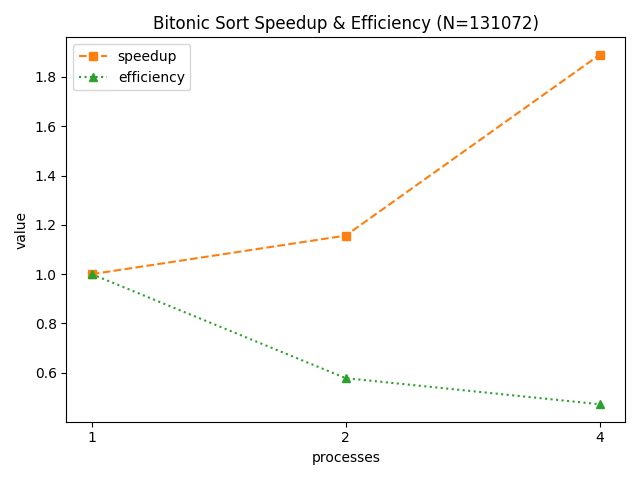 Bitonic Sort Speedup & Efficiency (N=131072)
speedup
efficiency
1.8
1.6
1.4
1.2
1.0
0.8
0.6
value
1 2 4
processes